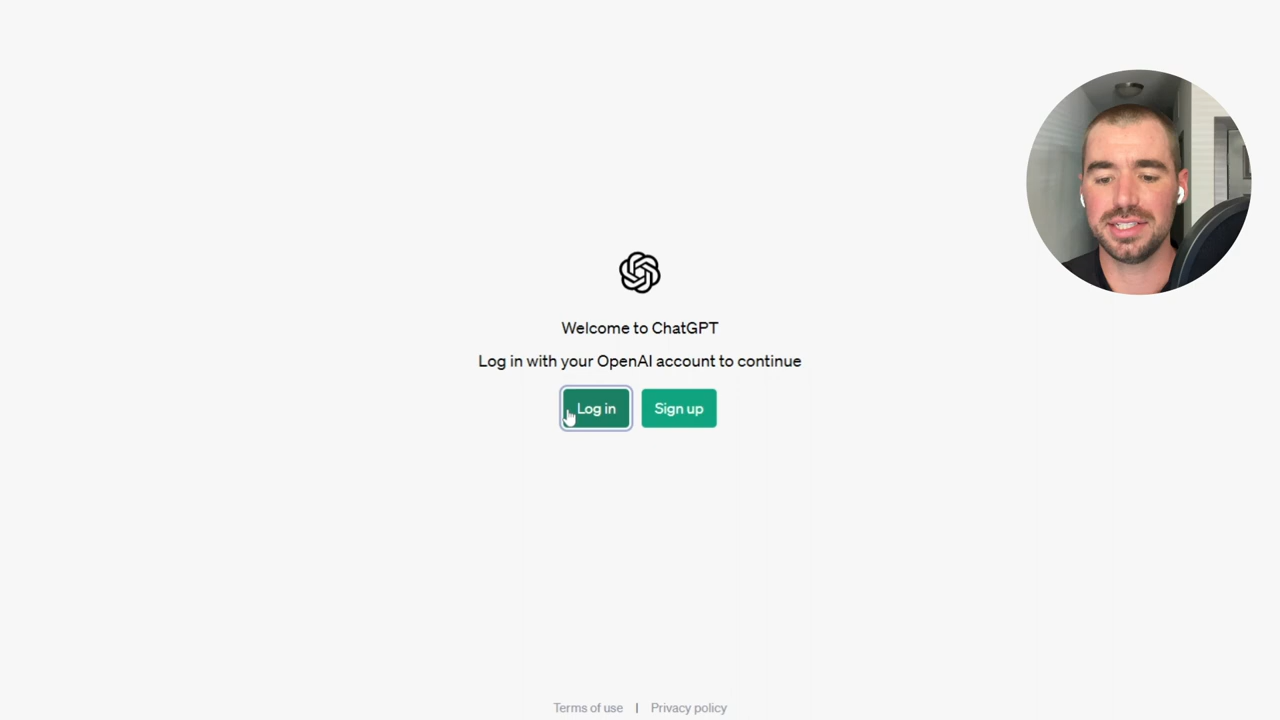 Welcome to ChatGPT
Log in with your OpenAI account to continue
Log in
Sign up
Terms of use | Privacy policy